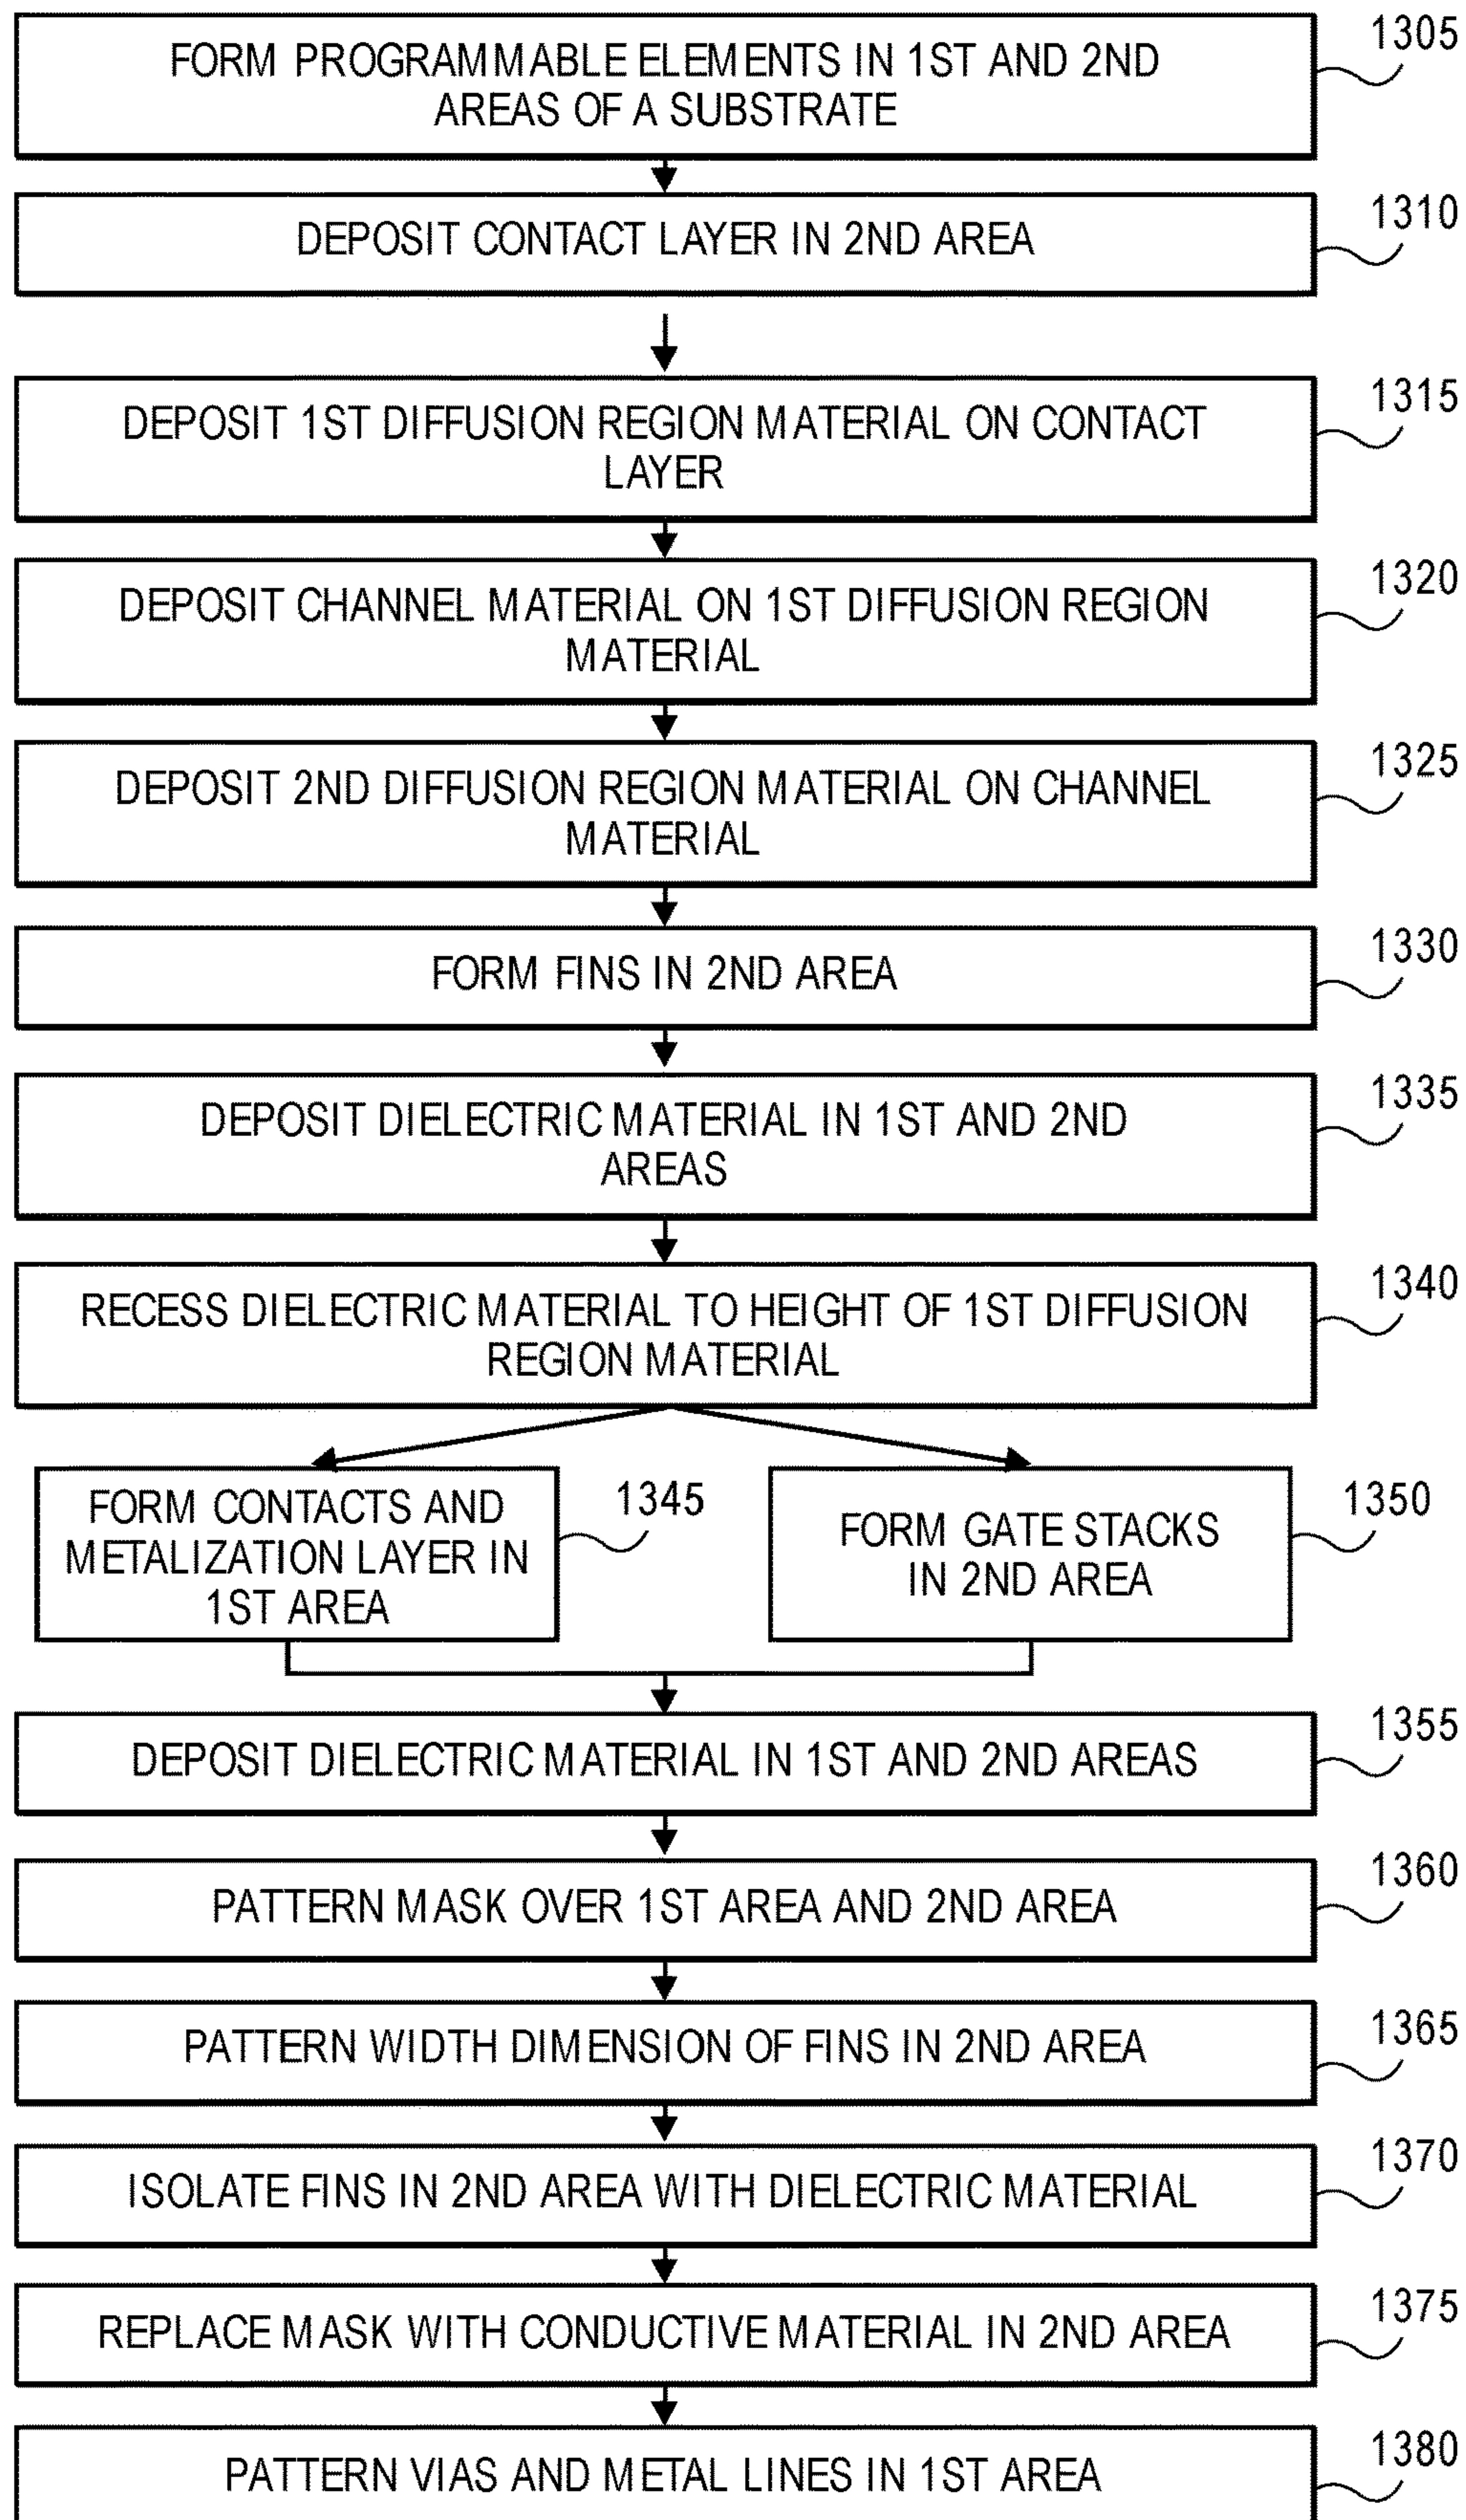 1305
FORM PROGRAMMABLE ELEMENTS IN 1ST AND 2ND
AREAS OF A SUBSTRATE
1310
DEPOSIT CONTACT LAYER IN 2ND AREA
1315
DEPOSIT 1ST DIFFUSION REGION MATERIAL ON CONTACT
LAYER
1320
DEPOSIT CHANNEL MATERIAL ON 1ST DIFFUSION REGION
MATERIAL
1325
DEPOSIT 2ND DIFFUSION REGION MATERIAL ON CHANNEL
MATERIAL
1330
FORM FINS IN 2ND AREA
1335
DEPOSIT DIELECTRIC MATERIAL IN 1ST AND 2ND
AREAS
1340
RECESS DIELECTRIC MATERIAL TO HEIGHT OF 1ST DIFFUSION
REGION MATERIAL
1345
FORM CONTACTS AND
METALIZATION LAYER IN
1ST AREA
1350
FORM GATE STACKS
IN 2ND AREA
1355
DEPOSIT DIELECTRIC MATERIAL IN 1ST AND 2ND AREAS
1360
PATTERN MASK OVER 1ST AREA AND 2ND AREA
1365
PATTERN WIDTH DIMENSION OF FINS IN 2ND AREA
1370
ISOLATE FINS IN 2ND AREA WITH DIELECTRIC MATERIAL
1375
REPLACE MASK WITH CONDUCTIVE MATERIAL IN 2ND AREA
1380
PATTERN VIAS AND METAL LINES IN 1ST AREA